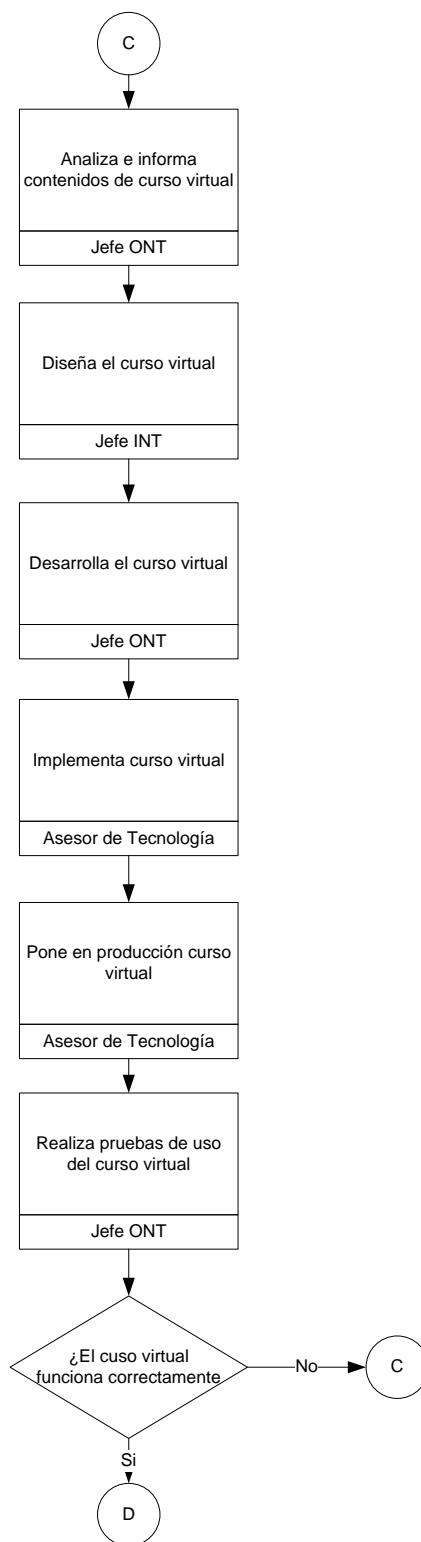 C
Analiza e informa
contenidos de curso virtual
Jefe ONT
Diseña el curso virtual
Jefe INT
Desarrolla el curso virtual
Jefe ONT
Implementa curso virtual
Asesor de Tecnología
Pone en producción curso
virtual
Asesor de Tecnología
Realiza pruebas de uso
del curso virtual
Jefe ONT
¿El cuso virtual
funciona correctamente
No
C
Si
D